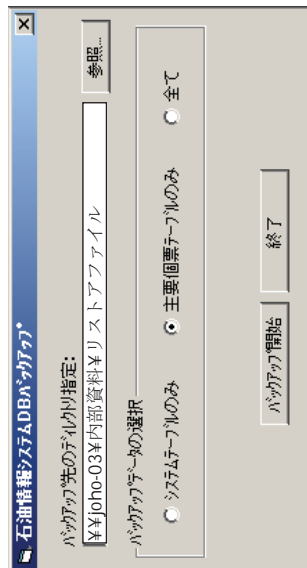 石油情報システムDBバックアップ
バックアップ先のディレクトリ指定:
¥¥joho-03¥内部資料¥リストアファイル
参照...
バックアップデータの選択
システムテーブルのみ
主要個票テーブルのみ
全て
バックアップ開始
終了